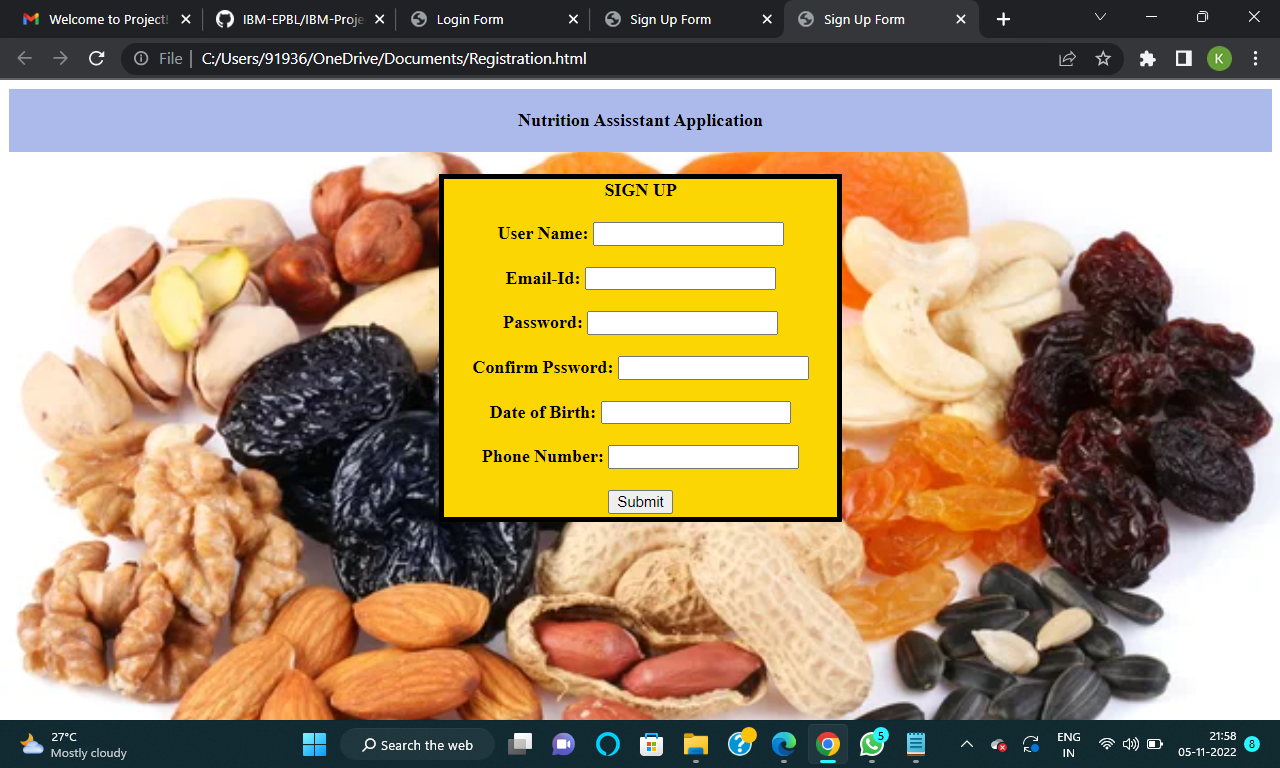 Welcome to Project!
IBM-EPBL/IBM-Proje
Login Form
Sign Up Form
Sign Up Form
File
C:/Users/91936/OneDrive/Documents/Registration.html
K
Nutrition Assisstant Application
SIGN UP
User Name:
Email-Id:
Password:
Confirm Pssword:
Date of Birth:
Phone Number:
Submit
27°C
Mostly cloudy
Search the web
5
ENG
IN
21:58
05-11-2022
8